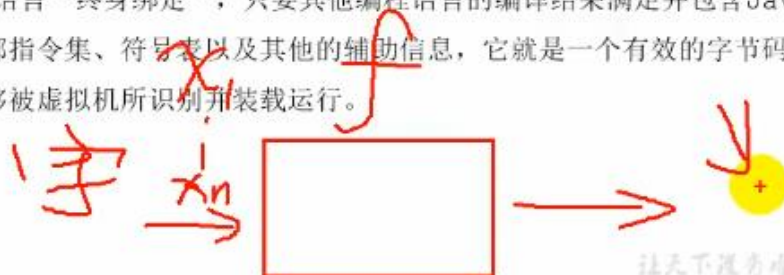 语言“终身绑定”，只要其他编程语言的编译结果满足并包含Ja
部指令集、符号表以及其他的辅助信息，它就是一个有效的字节码
够被虚拟机所识别并装载运行。
f
x1
xn